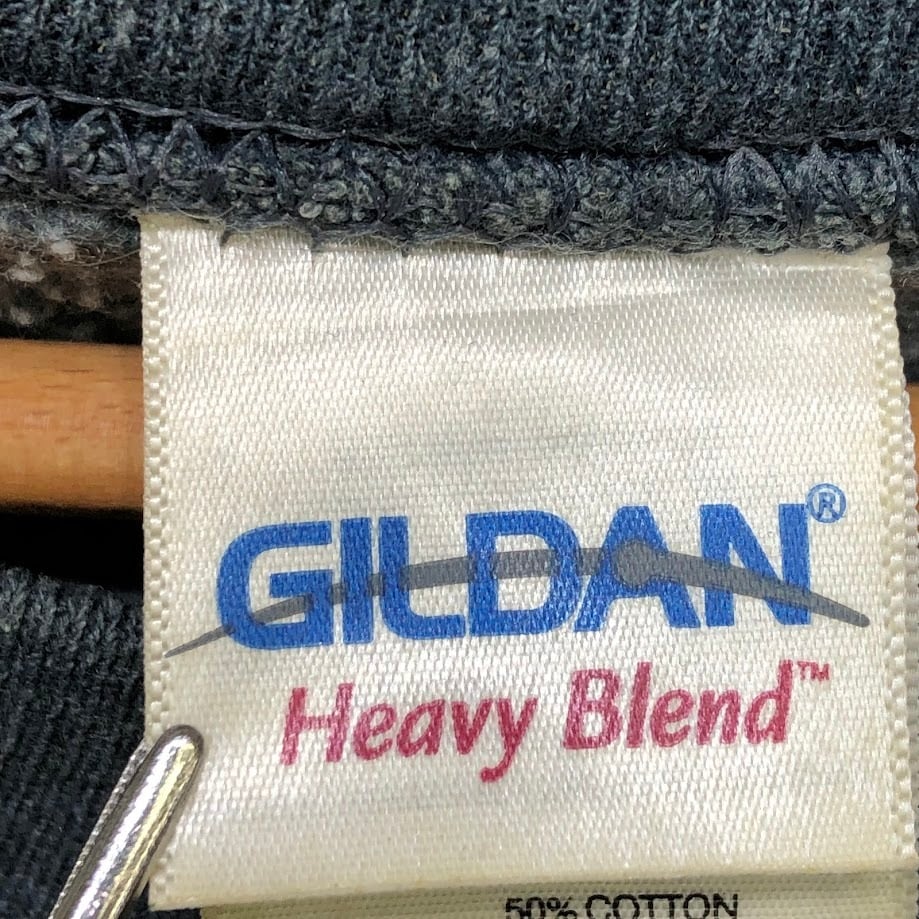 GILDAN®
Heavy Blend™
50% COTTON